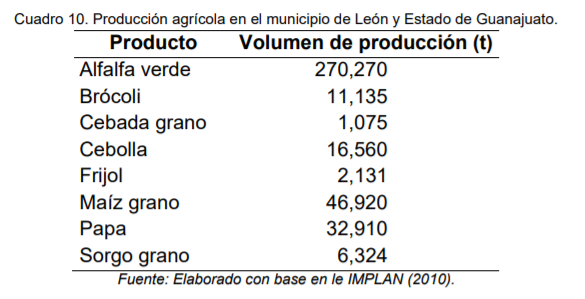 Cuadro 10. Producción agrícola en el municipio de León y Estado de Guanajuato.
Producto Volumen de producción (t)
Alfalfa verde 270,270
Brócoli 11,135
Cebada grano 1,075
Cebolla 16,560
Frijol 2,131
Maíz grano 46,920
Papa 32,910
Sorgo grano 6,324
Fuente: Elaborado con base en le IMPLAN (2010).